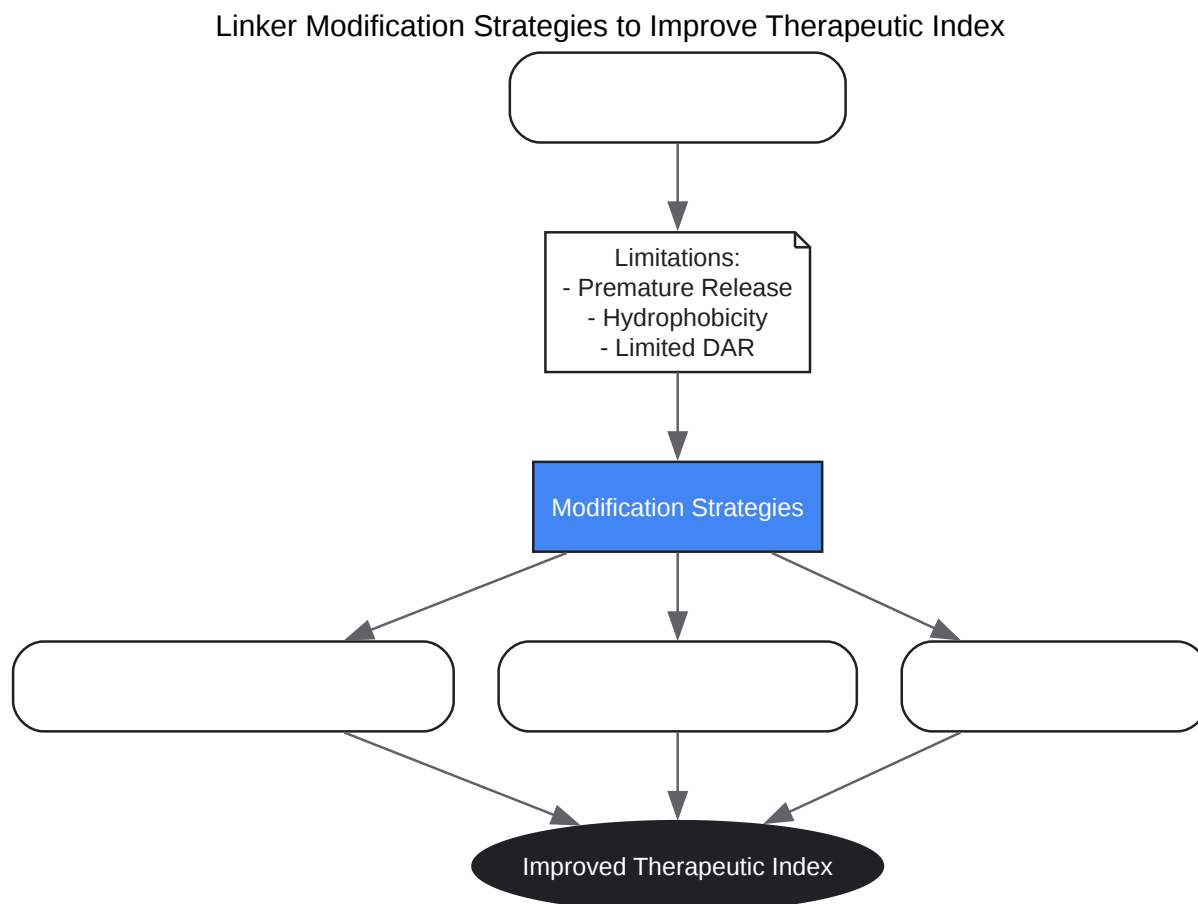 Linker Modification Strategies to Improve Therapeutic Index
Limitations:
- Premature Release
- Hydrophobicity
- Limited DAR
Modification Strategies
Improved Therapeutic Index